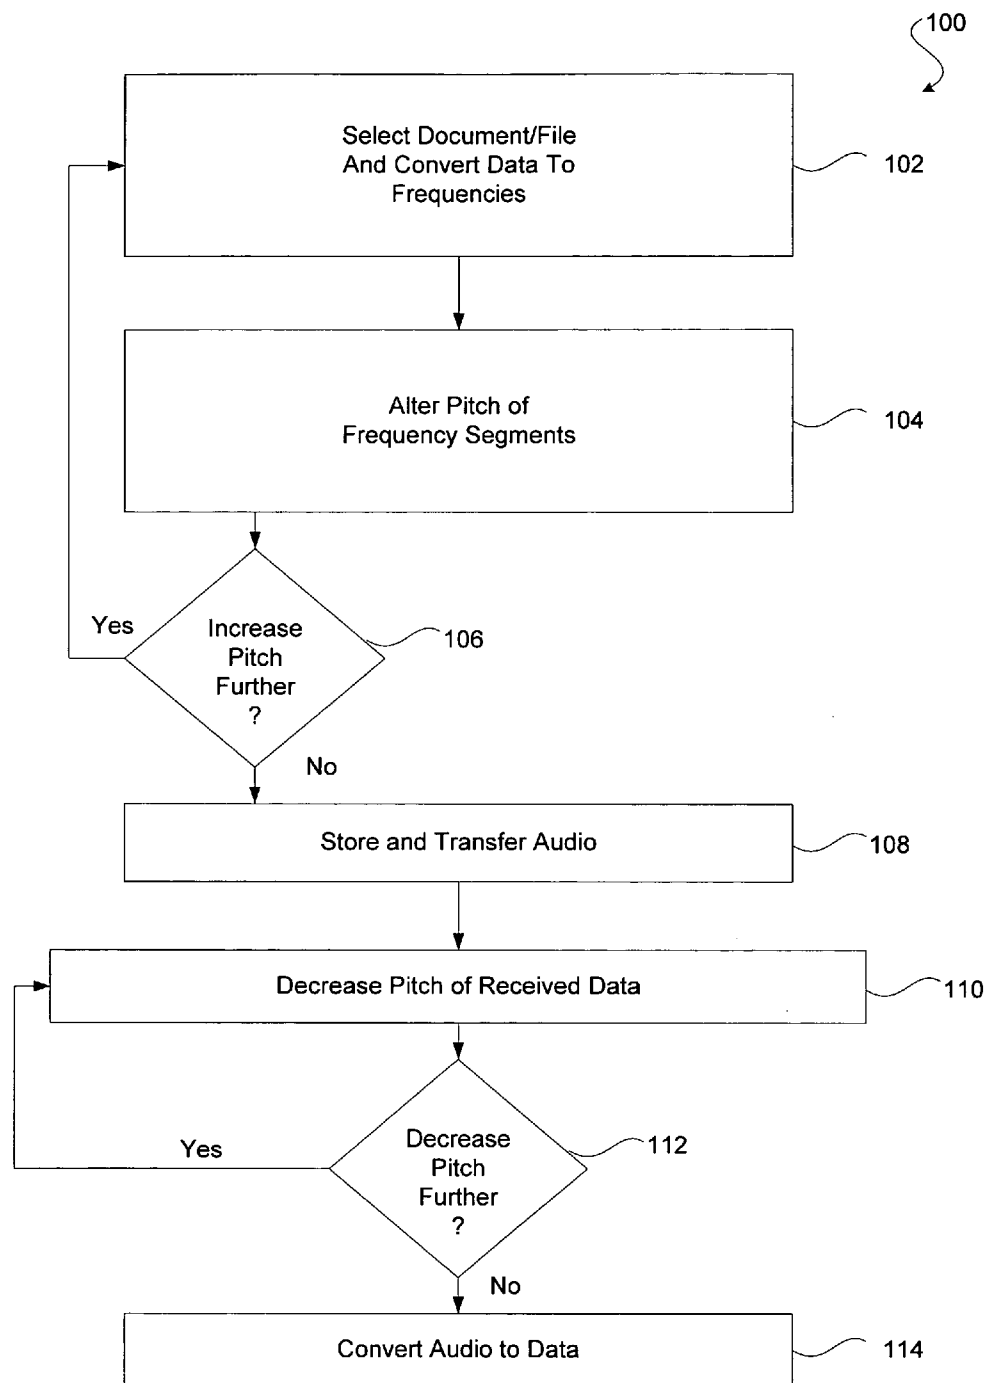 100
Select Document/File
And Convert Data To
Frequencies
102
Alter Pitch of
Frequency Segments
104
Yes
Increase
Pitch
Further
?
106
No
Store and Transfer Audio
108
Decrease Pitch of Received Data
110
Yes
Decrease
Pitch
Further
?
112
No
Convert Audio to Data
114